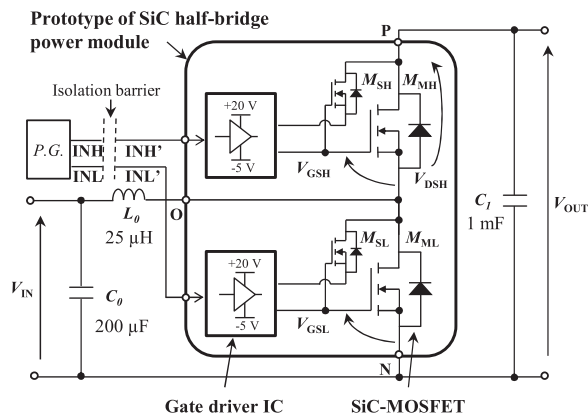 Prototype of SiC half-bridge
power module
P
Isolation barrier
+20 V
-5 V
M_SH
M_MH
P.G.
INH
INH'
INL
INL'
V_GSH
V_DSH
L_0
25 µH
O
C_1
1 mF
V_OUT
M_SL
M_ML
+20 V
-5 V
V_IN
C_0
200 µF
V_GSL
N
Gate driver IC
SiC-MOSFET